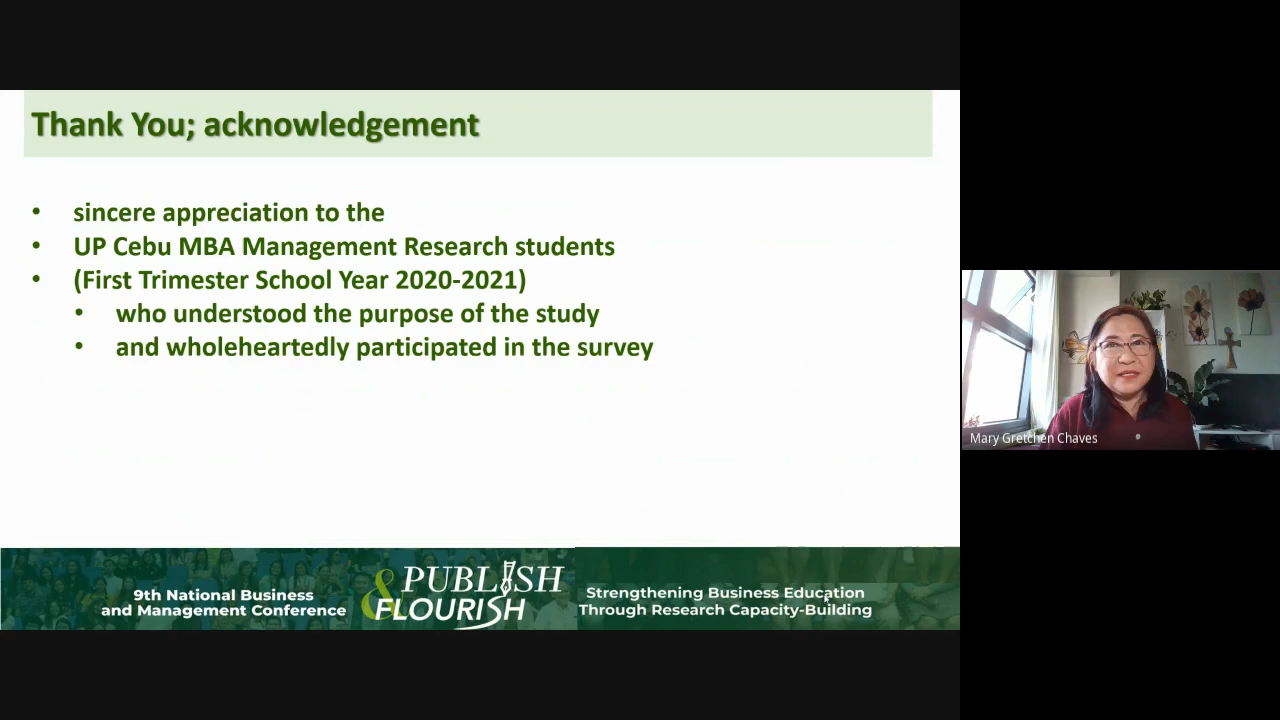 Thank You; acknowledgement
• sincere appreciation to the
• UP Cebu MBA Management Research students
• (First Trimester School Year 2020-2021)
• who understood the purpose of the study
• and wholeheartedly participated in the survey
Mary Gretchen Chaves
9th National Business
and Management Conference
PUBLISH
& FLOURISH
Strengthening Business Education
Through Research Capacity-Building